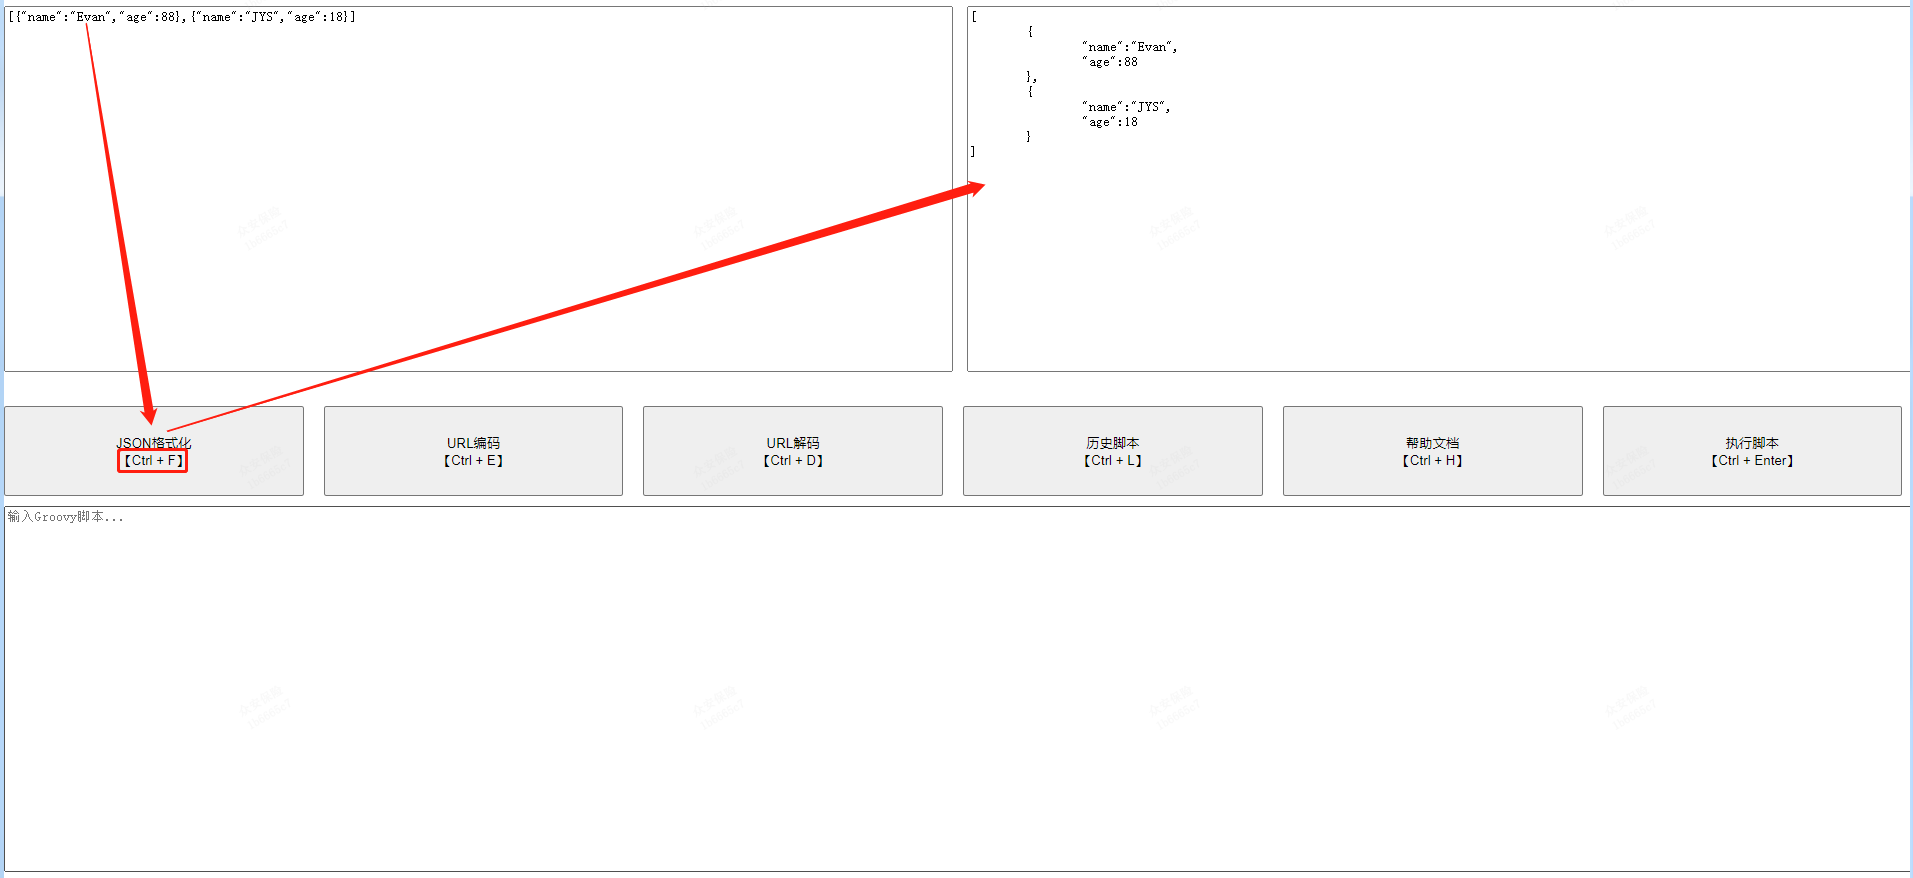 [{"name":"Evan","age":88},{"name":"JYS","age":18}]
[
{
"name":"Evan",
"age":88
},
{
"name":"JYS",
"age":18
}
]
JSON格式化
【Ctrl + F】
URL编码
【Ctrl + E】
URL解码
【Ctrl + D】
历史脚本
【Ctrl + L】
帮助文档
【Ctrl + H】
执行脚本
【Ctrl + Enter】
输入Groovy脚本...